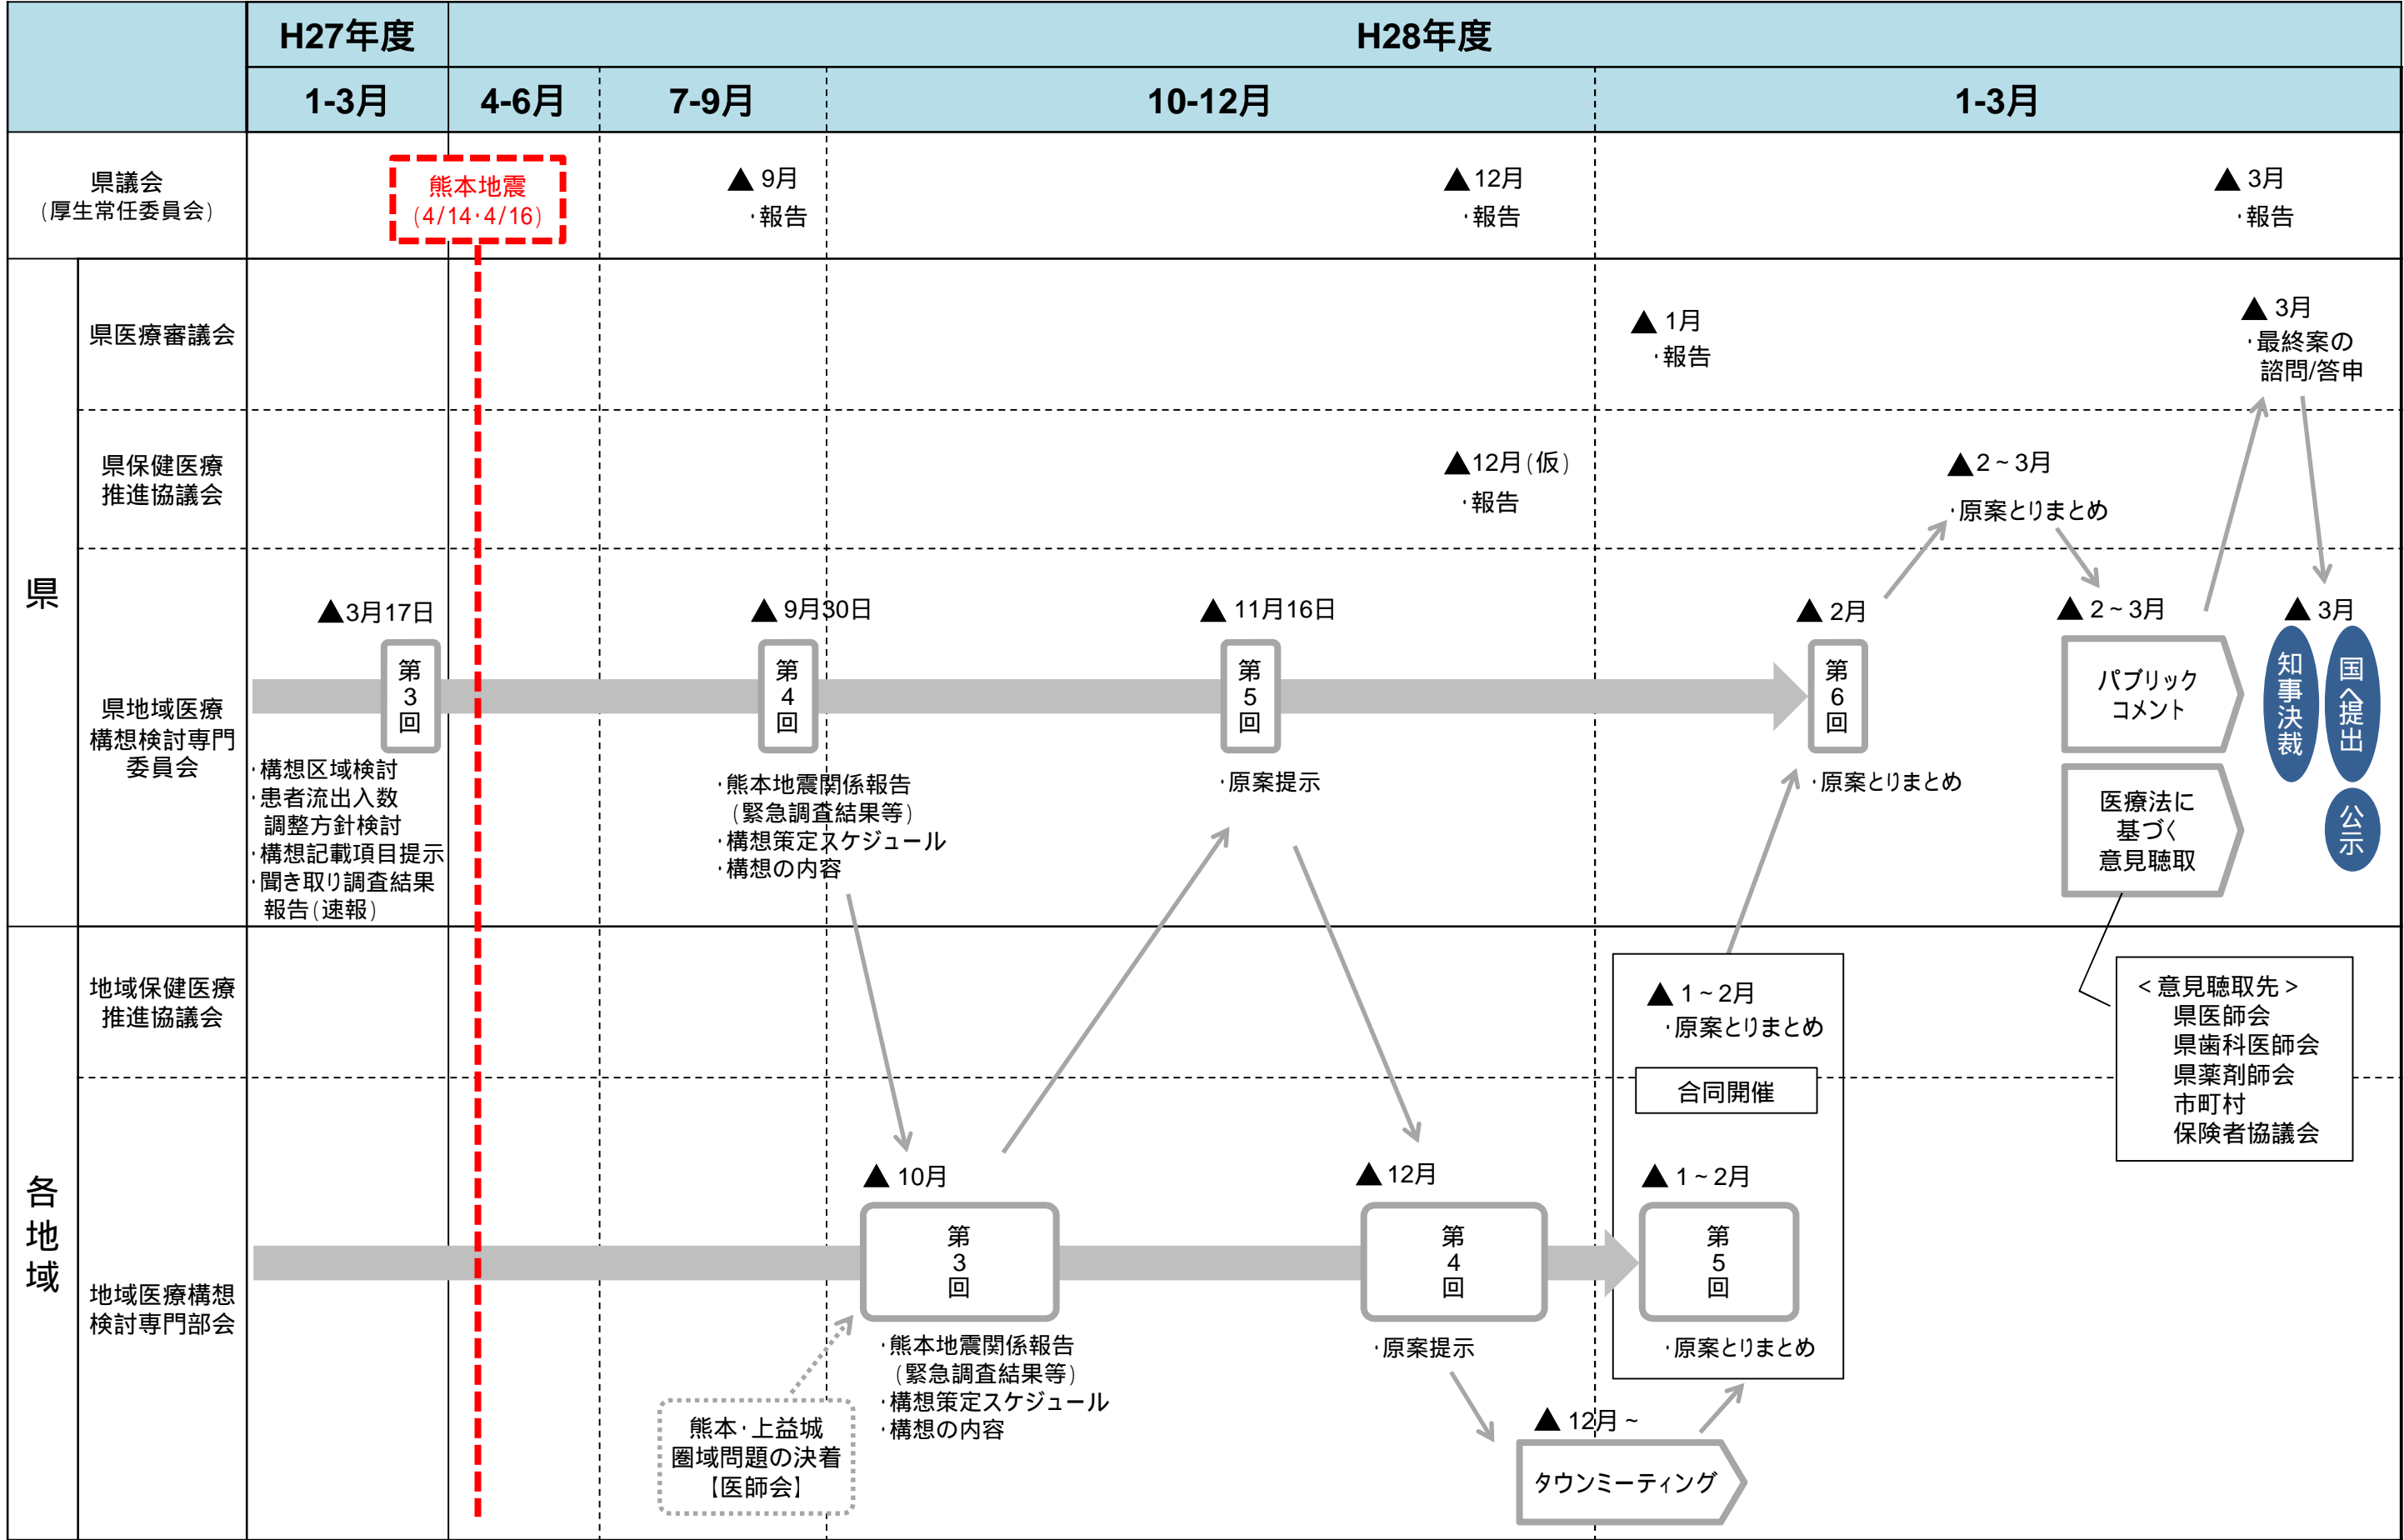 H27年度
H28年度
1-3月
4-6月
7-9月
10-12月
1-3月
県議会
(厚生常任委員会)
熊本地震
(4/14・4/16)
▲ 9月
・報告
▲12月
・報告
▲ 3月
・報告
県
県医療審議会
▲ 1月
・報告
▲ 3月
・最終案の
諮問/答申
県保健医療
推進協議会
▲12月(仮)
・報告
▲2~3月
・原案とりまとめ
県地域医療
構想検討専門
委員会
▲3月17日
第3回
・構想区域検討
・患者流出入数
調整方針検討
・構想記載項目提示
・聞き取り調査結果
報告(速報)
▲ 9月30日
第4回
・熊本地震関係報告
(緊急調査結果等)
・構想策定スケジュール
・構想の内容
▲ 11月16日
第5回
・原案提示
▲ 2月
第6回
・原案とりまとめ
▲ 2~3月
パブリック
コメント
医療法に
基づく
意見聴取
▲ 3月
知事決裁
国へ提出
公示
各地域
地域保健医療
推進協議会
▲ 1~2月
・原案とりまとめ
合同開催
<意見聴取先>
県医師会
県歯科医師会
県薬剤師会
市町村
保険者協議会
地域医療構想
検討専門部会
▲ 10月
第3回
・熊本地震関係報告
(緊急調査結果等)
・構想策定スケジュール
・構想の内容
熊本・上益城
圏域問題の決着
【医師会】
▲ 12月
第4回
・原案提示
▲ 1~2月
第5回
・原案とりまとめ
▲ 12月~
タウンミーティング